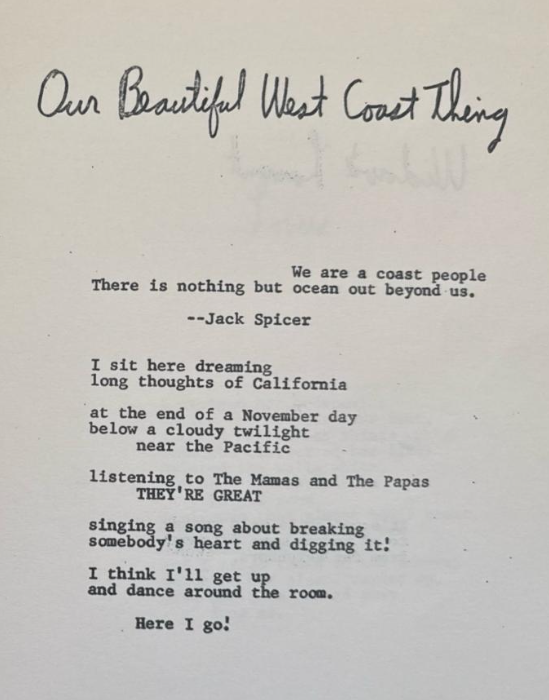 Our Beautiful West Coast Thing
We are a coast people
There is nothing but ocean out beyond us.
--Jack Spicer
I sit here dreaming
long thoughts of California
at the end of a November day
below a cloudy twilight
near the Pacific
listening to The Mamas and The Papas
THEY'RE GREAT
singing a song about breaking
somebody's heart and digging it!
I think I'll get up
and dance around the room.
Here I go!